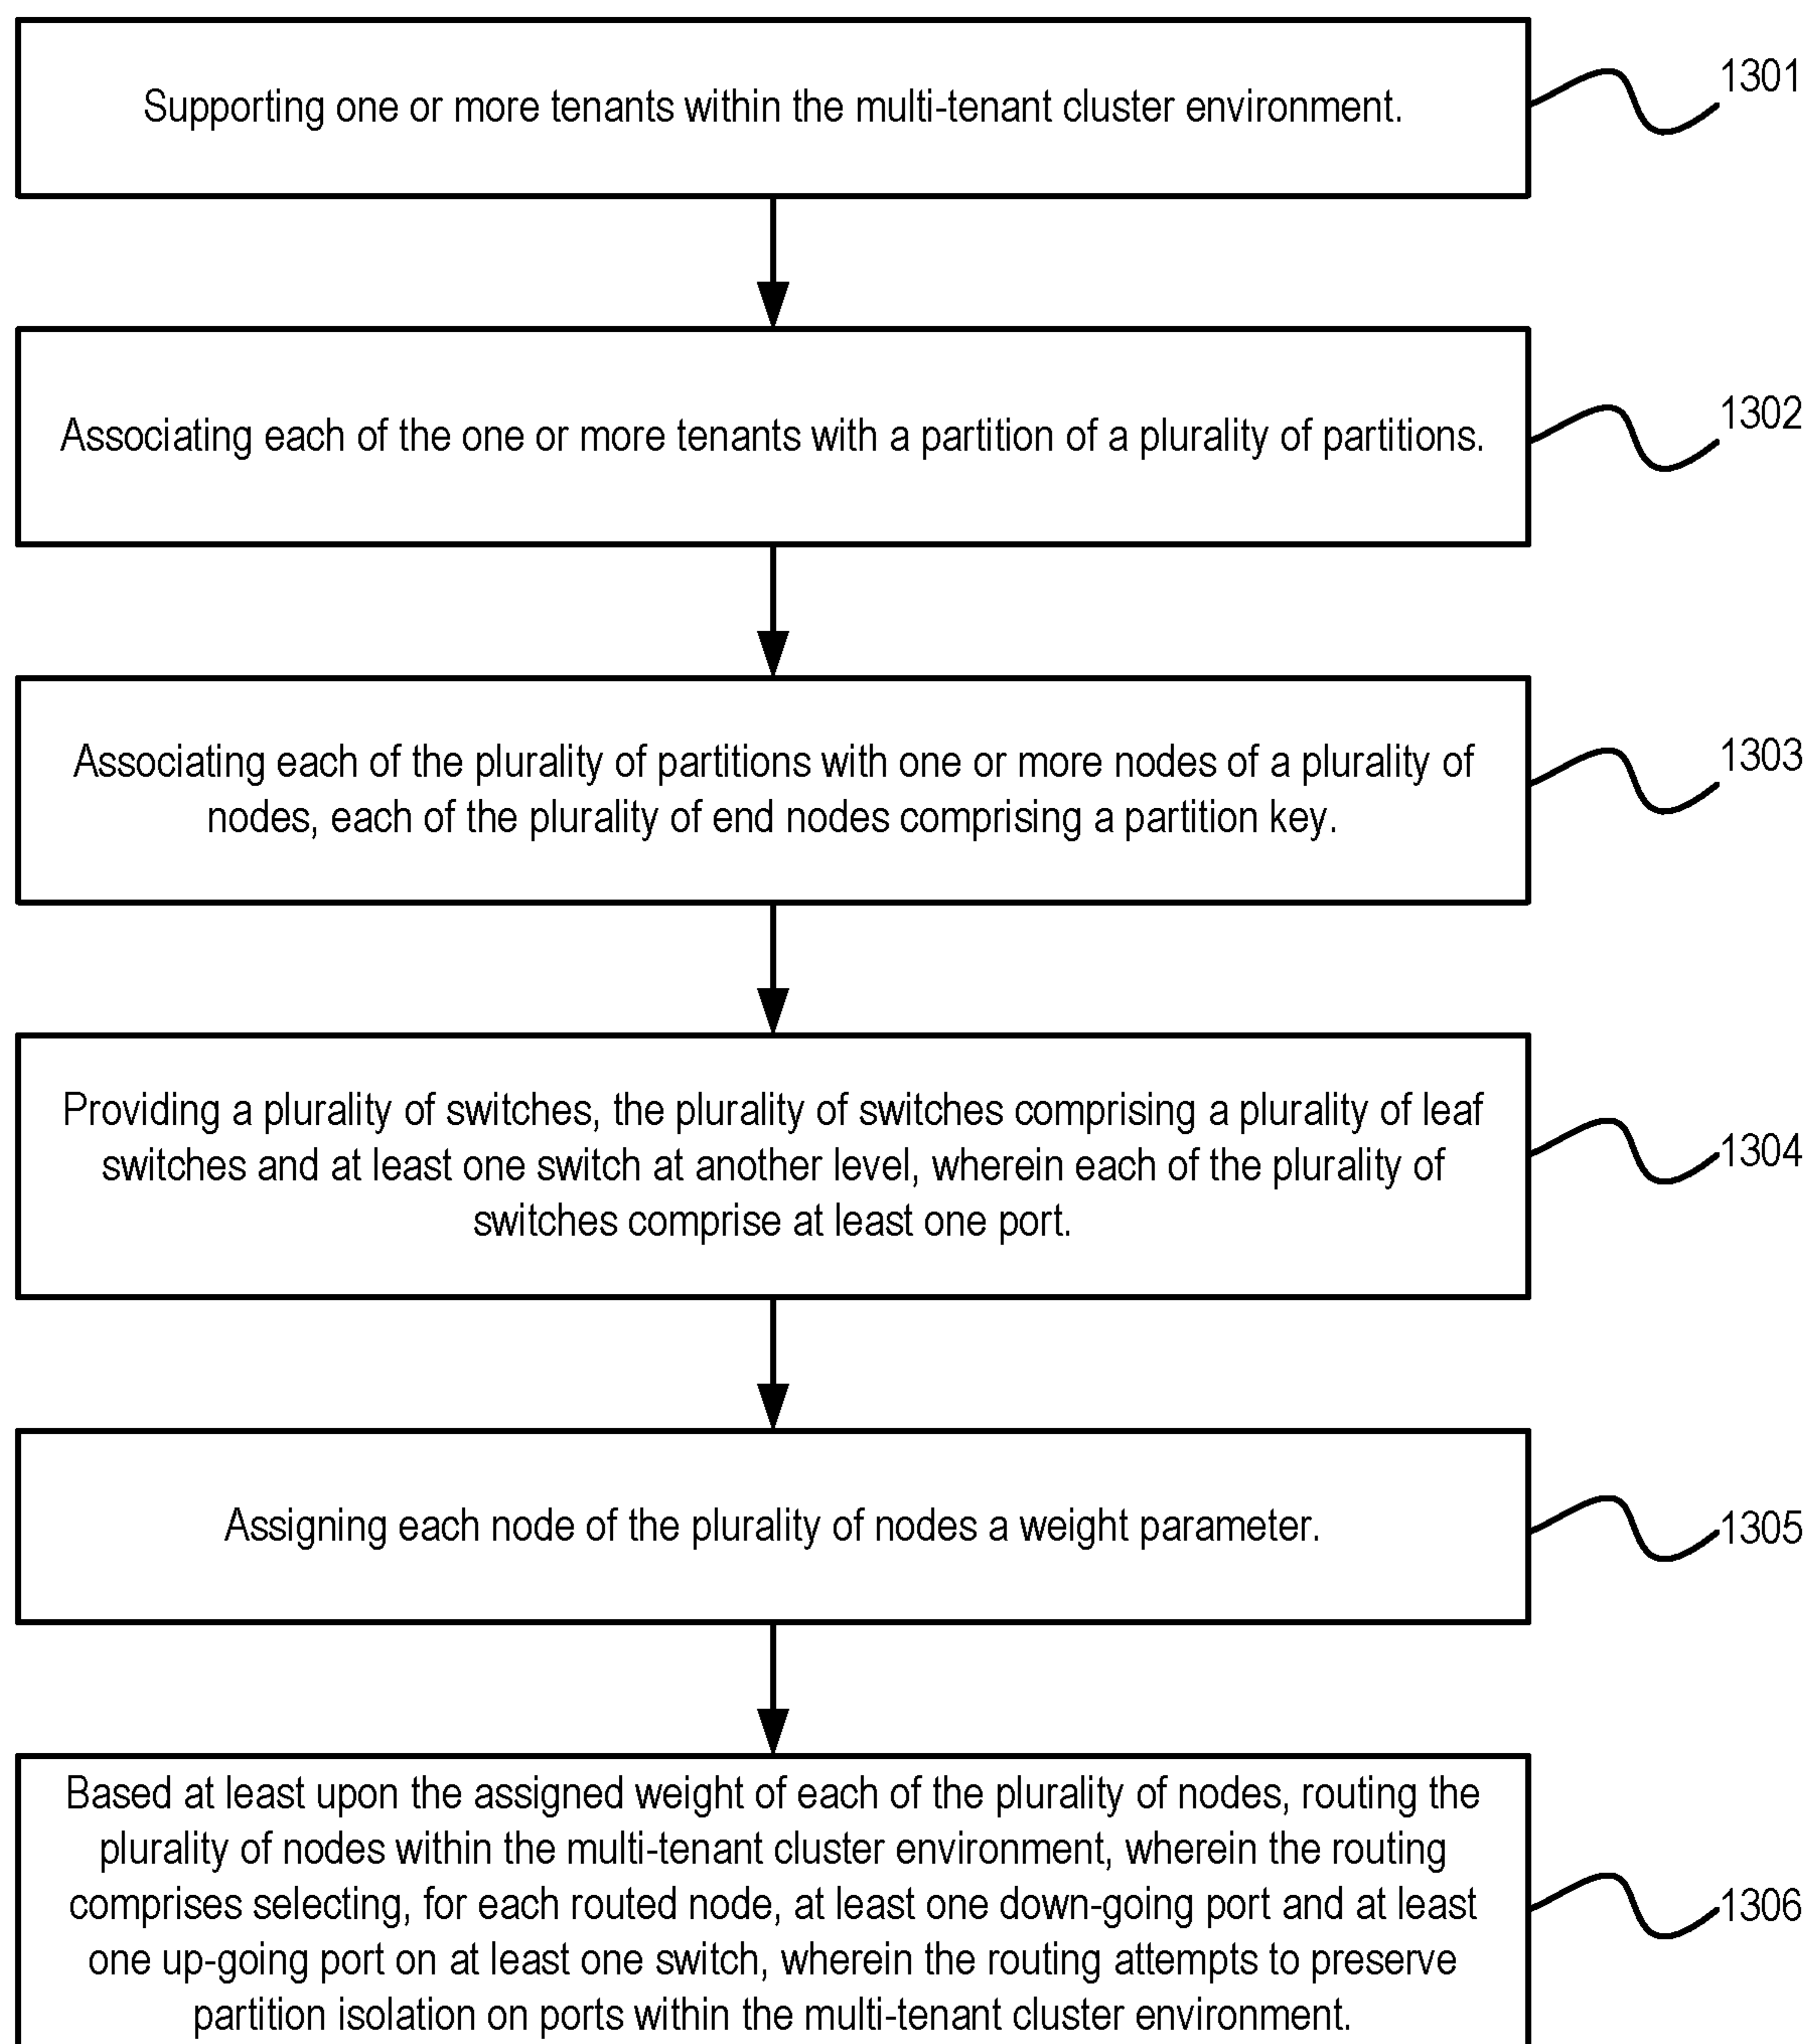 Supporting one or more tenants within the multi-tenant cluster environment.
1301
Associating each of the one or more tenants with a partition of a plurality of partitions.
1302
Associating each of the plurality of partitions with one or more nodes of a plurality of
nodes, each of the plurality of end nodes comprising a partition key.
1303
Providing a plurality of switches, the plurality of switches comprising a plurality of leaf
switches and at least one switch at another level, wherein each of the plurality of
switches comprise at least one port.
1304
Assigning each node of the plurality of nodes a weight parameter.
1305
Based at least upon the assigned weight of each of the plurality of nodes, routing the
plurality of nodes within the multi-tenant cluster environment, wherein the routing
comprises selecting, for each routed node, at least one down-going port and at least
one up-going port on at least one switch, wherein the routing attempts to preserve
partition isolation on ports within the multi-tenant cluster environment.
1306